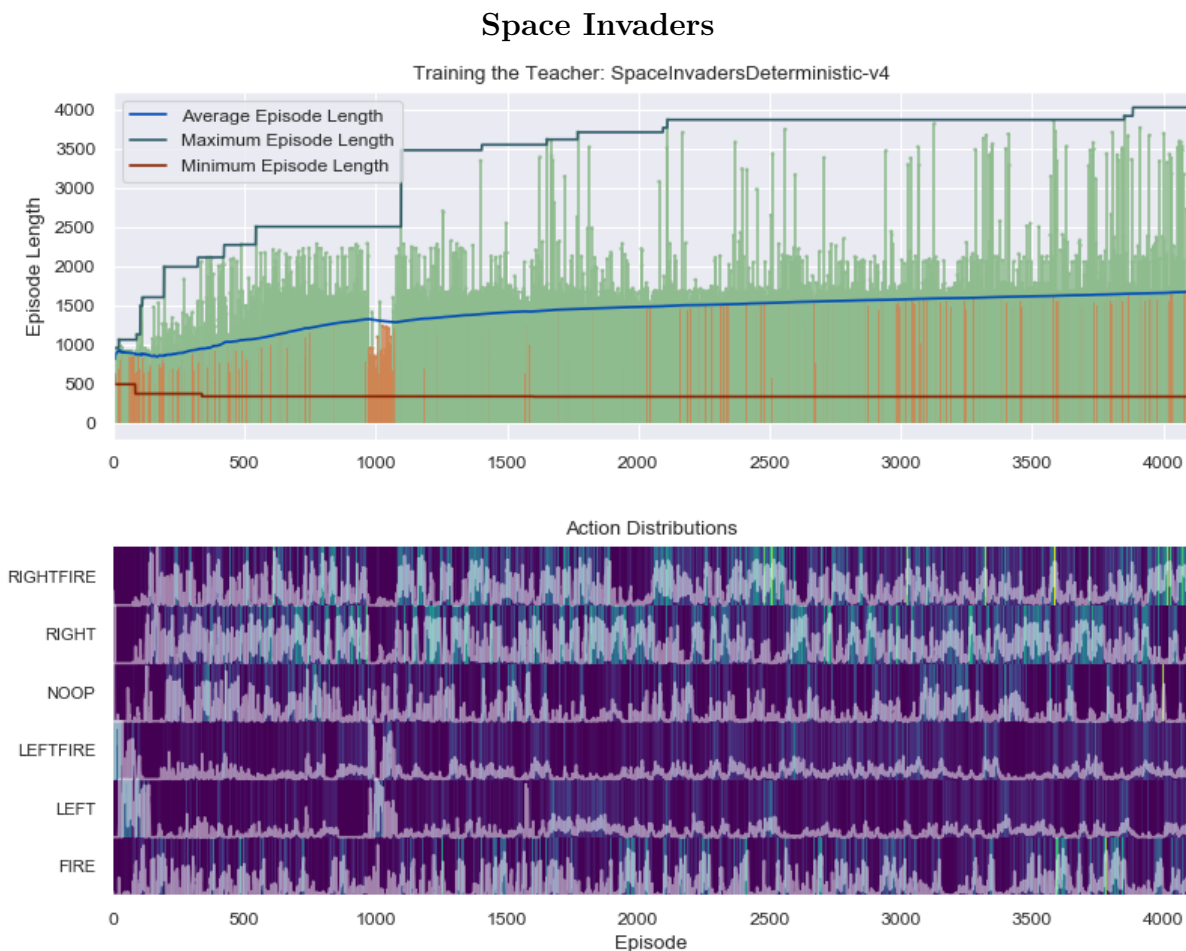 Space Invaders
Training the Teacher: SpaceInvadersDeterministic-v4
Average Episode Length
Maximum Episode Length
Minimum Episode Length
Episode Length
4000
3500
3000
2500
2000
1500
1000
500
0
0 500 1000 1500 2000 2500 3000 3500 4000
Action Distributions
RIGHTFIRE
RIGHT
NOOP
LEFTFIRE
LEFT
FIRE
0 500 1000 1500 2000 2500 3000 3500 4000
Episode